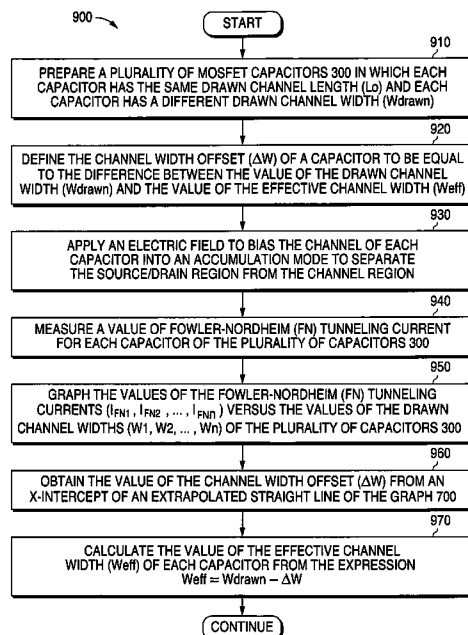 900
START
910
PREPARE A PLURALITY OF MOSFET CAPACITORS 300 IN WHICH EACH
CAPACITOR HAS THE SAME DRAWN CHANNEL LENGTH (Lo) AND EACH
CAPACITOR HAS A DIFFERENT DRAWN CHANNEL WIDTH (Wdrawn)
920
DEFINE THE CHANNEL WIDTH OFFSET (ΔW) OF A CAPACITOR TO BE EQUAL
TO THE DIFFERENCE BETWEEN THE VALUE OF THE DRAWN CHANNEL
WIDTH (Wdrawn) AND THE VALUE OF THE EFFECTIVE CHANNEL WIDTH (Weff)
930
APPLY AN ELECTRIC FIELD TO BIAS THE CHANNEL OF EACH
CAPACITOR INTO AN ACCUMULATION MODE TO SEPARATE
THE SOURCE/DRAIN REGION FROM THE CHANNEL REGION
940
MEASURE A VALUE OF FOWLER-NORDHEIM (FN) TUNNELING CURRENT
FOR EACH CAPACITOR OF THE PLURALITY OF CAPACITORS 300
950
GRAPH THE VALUES OF THE FOWLER-NORDHEIM (FN) TUNNELING
CURRENTS (IFN1, IFN2, ..., IFNn) VERSUS THE VALUES OF THE DRAWN
CHANNEL WIDTHS (W1, W2, ..., Wn) OF THE PLURALITY OF CAPACITORS 300
960
OBTAIN THE VALUE OF THE CHANNEL WIDTH OFFSET (ΔW) FROM AN
X-INTERCEPT OF AN EXTRAPOLATED STRAIGHT LINE OF THE GRAPH 700
970
CALCULATE THE VALUE OF THE EFFECTIVE CHANNEL
WIDTH (Weff) OF EACH CAPACITOR FROM THE EXPRESSION
Weff = Wdrawn – ΔW
CONTINUE